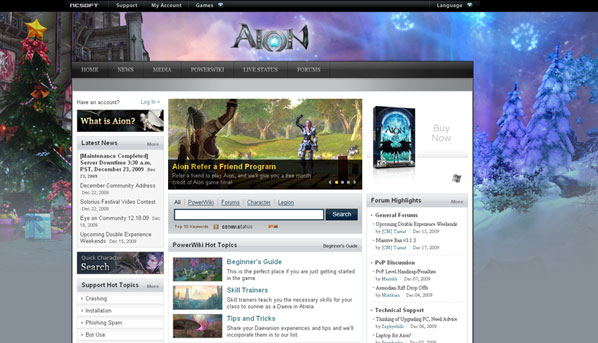 NCSOFT Support My Account Games Language
AION
HOME NEWS MEDIA POWERWIKI LIVE STATUS FORUMS
Have an account? Log In
What is Aion?
Latest News More
[Maintenance Completed]
Server Downtime 3:30 a.m.
PST, December 23, 2009 Dec
23, 2009
December Community Address
Dec 22, 2009
Solorius Festival Video Contest
Dec 23, 2009
Eye on Community 12.18.09
Dec 18, 2009
Upcoming Double Experience
Weekends Dec 15, 2009
Quick Character
Search
Support Hot Topics More
Crashing
Installation
Phishing Spam
Bot Use
Aion Refer a Friend Program
Refer a friend to play Aion, and we'll give you a free month
credit of Aion game time!
All PowerWiki Forums Character Legion
Search
Top 10 Keywords
PowerWiki Hot Topics Beginner's Guide
Beginner's Guide
This is the perfect place if you are just getting started
in the game.
Skill Trainers
Skill trainers teach you the necessary skills for your
class to survive as a Daeva in Atreia.
Tips and Tricks
Share your Daevanion experiences and tips and we'll
incorporate them in to our list.
AION
Buy
Now
Forum Highlights More
General Forums
Upcoming Double Experience Weekends
by [CM] Tamat Dec 15, 2009
Massive Ban v3.1.3
by [CM] Tamat Dec 17, 2009
PvP Discussion
PvP Level Handicap/Penalties
by Dec 07, 2009
Asmodian Rift Drop Offs
by Dec 04, 2009
Technical Support
Thinking of Upgrading PC, Need Advice
by Dec 06, 2009
Laptop for Aion?